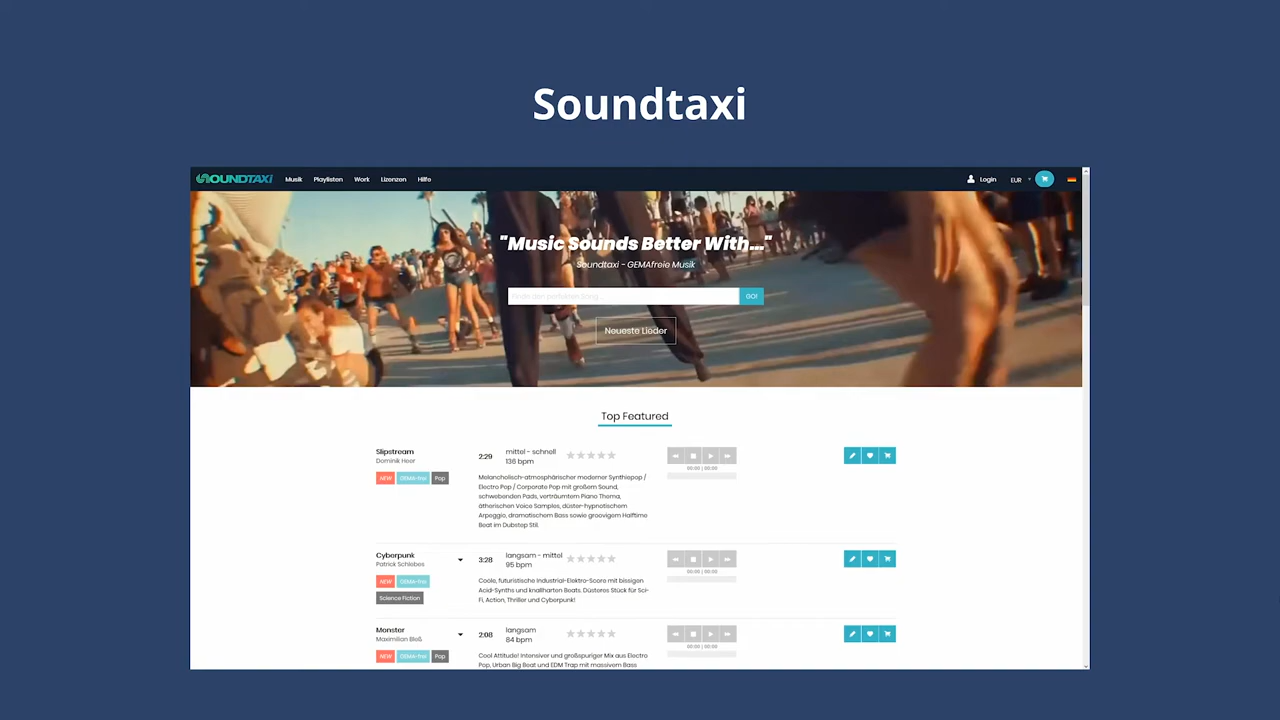 Soundtaxi
SOUNDTAXI Musik Playlisten Work Lizenzen Hilfe Login EUR
"Music Sounds Better With..."
Soundtaxi - GEMAfreie Musik
Finde den perfekten Song ... GO!
Neueste Lieder
Top Featured
Slipstream
Dominik Heer
NEW GEMA-frei Pop
2:29
mittel - schnell
136 bpm
Melancholisch-atmosphärischer moderner Synthiepop /
Electro Pop / Corporate Pop mit großem Sound,
schwebenden Pads, verträumtem Piano Thema,
ätherischen Voice Samples, düster-hypnotischem
Arpeggio, dramatischem Bass sowie groovigem Halftime
Beat im Dubstep Stil.
00:00 | 00:00
Cyberpunk
Patrick Schiebes
NEW GEMA-frei
Science Fiction
3:28
langsam - mittel
95 bpm
Coole, futuristische Industrial-Elektro-Score mit bissigen
Acid-Synths und knallharten Beats. Düsteres Stück für Sci-
Fi, Action, Thriller und Cyberpunk!
00:00 | 00:00
Monster
Maximilian Bleß
NEW GEMA-frei Pop
2:08
langsam
84 bpm
Cool Attitude! Intensiver und großspuriger Mix aus Electro
Pop, Urban Big Beat und EDM Trap mit massivem Bass
00:00 | 00:00